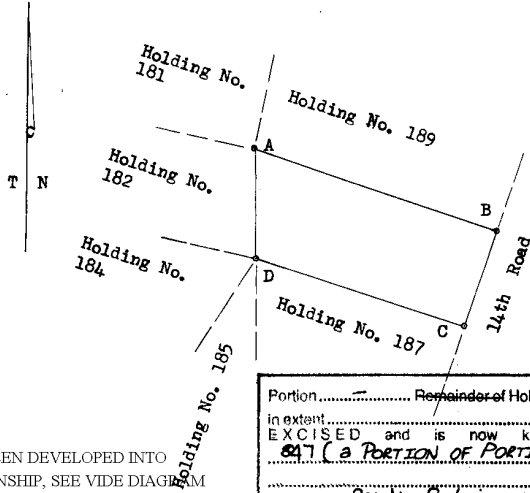 Holding No.
181
Holding No. 189
A
Holding No.
182
T N
B
14th Road
Holding No.
184
D
Holding No. 187
C
Holding No. 185
Portion ....... — ....... Remainder of
in extent
EXCISED and is now
847 (a PORTION OF
EN DEVELOPED INTO
NSHIP, SEE VIDE DIAGRAM